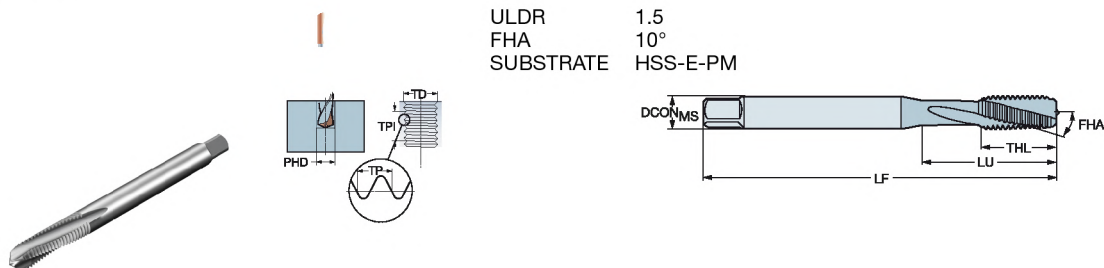 ULDR 1.5
FHA 10°
SUBSTRATE HSS-E-PM
TD
TPI
PHD
TP
DCON MS
FHA
THL
LU
LF